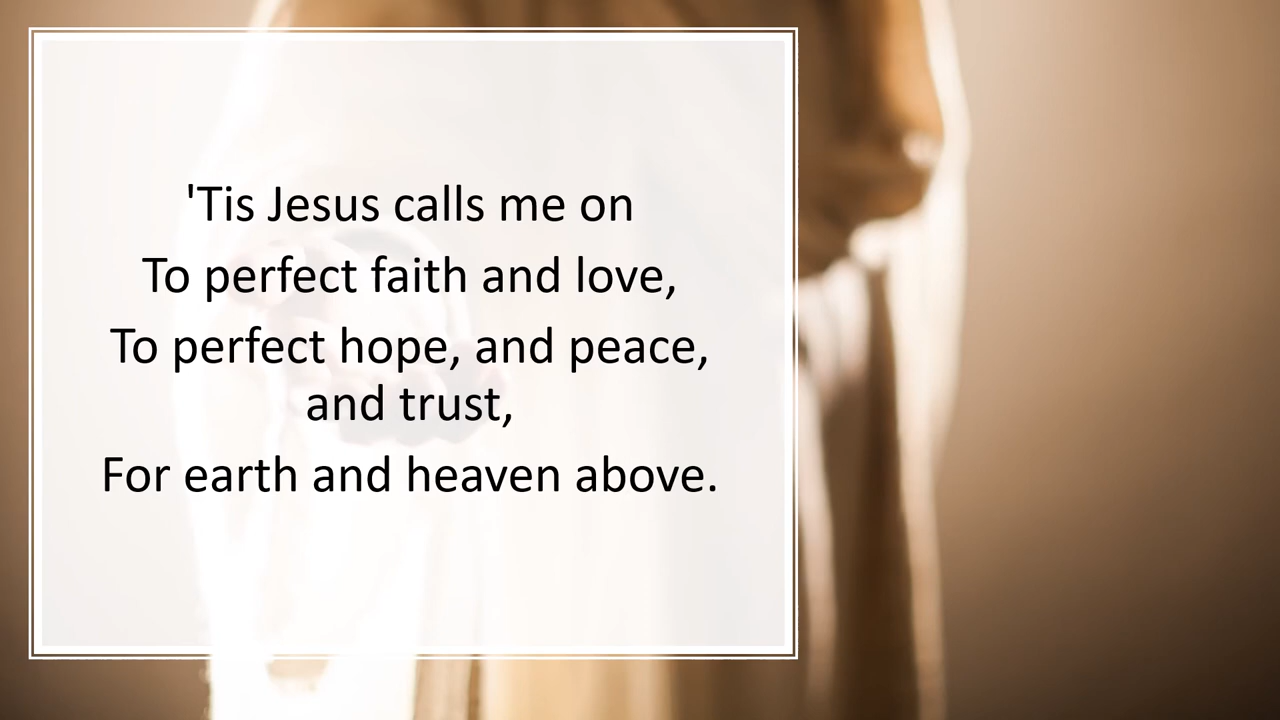 'Tis Jesus calls me on
To perfect faith and love,
To perfect hope, and peace,
and trust,
For earth and heaven above.